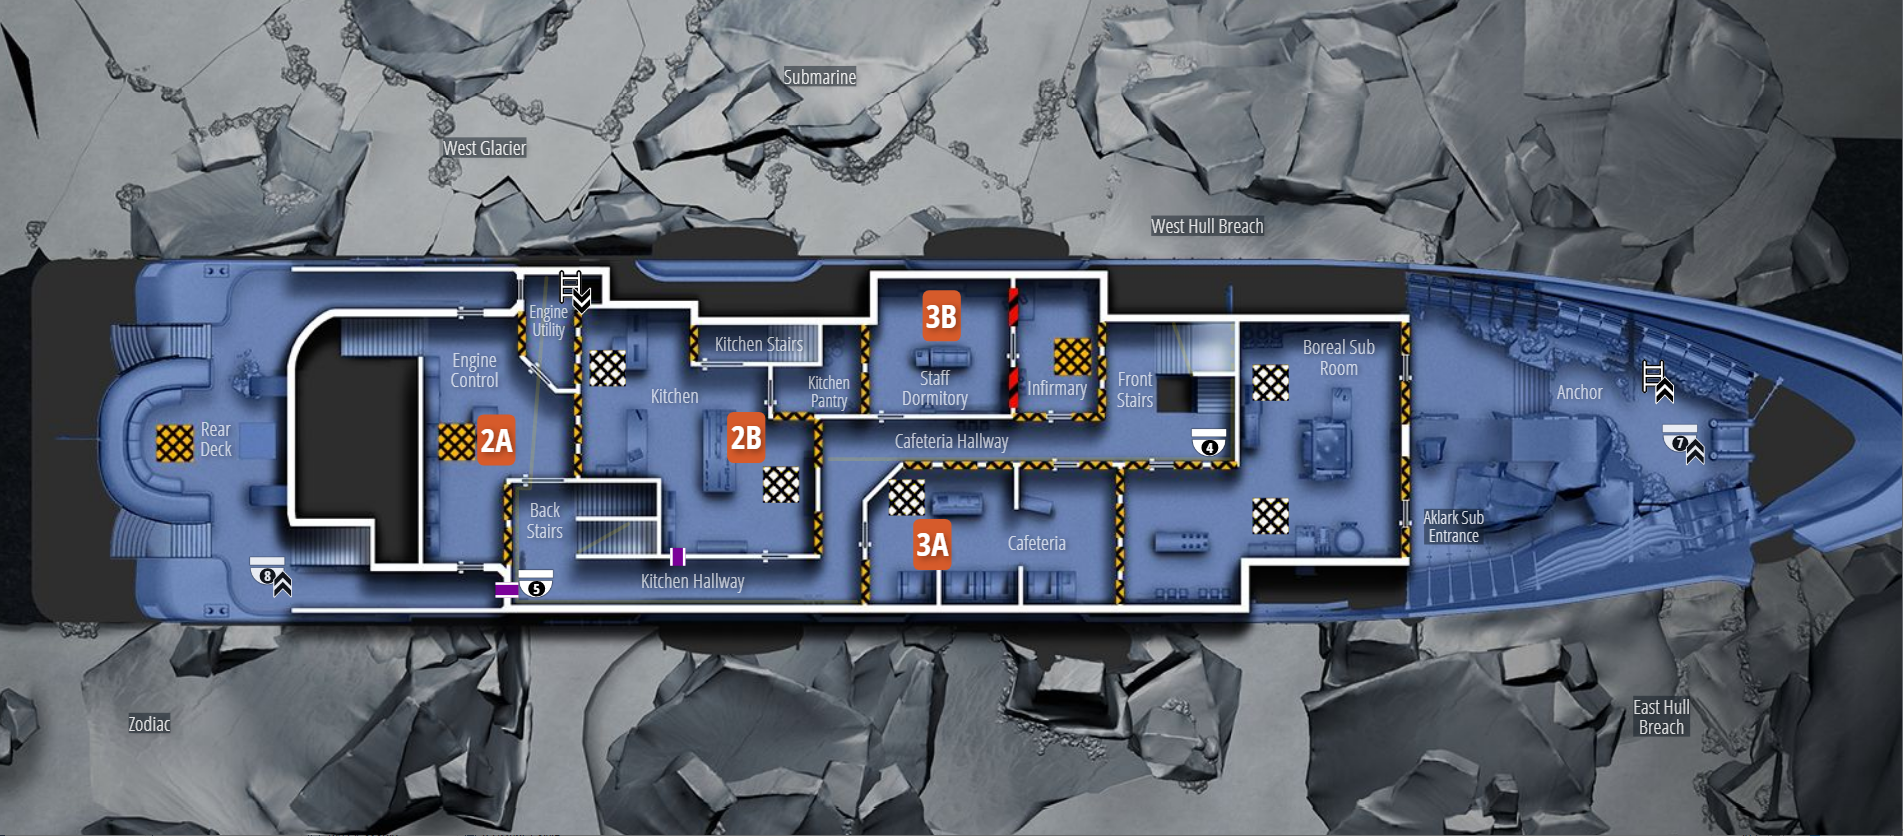 Submarine
West Glacier
West Hull Breach
Engine
Utility
3B
Kitchen Stairs
Boreal Sub
Room
Engine
Control
Kitchen
Kitchen
Pantry
Staff
Dormitory
Infirmary
Front
Stairs
Anchor
Rear
Deck
2A
2B
Cafeteria Hallway
4
7
Back
Stairs
3A
Cafeteria
Aklark Sub
Entrance
8
5
Kitchen Hallway
Zodiac
East Hull
Breach